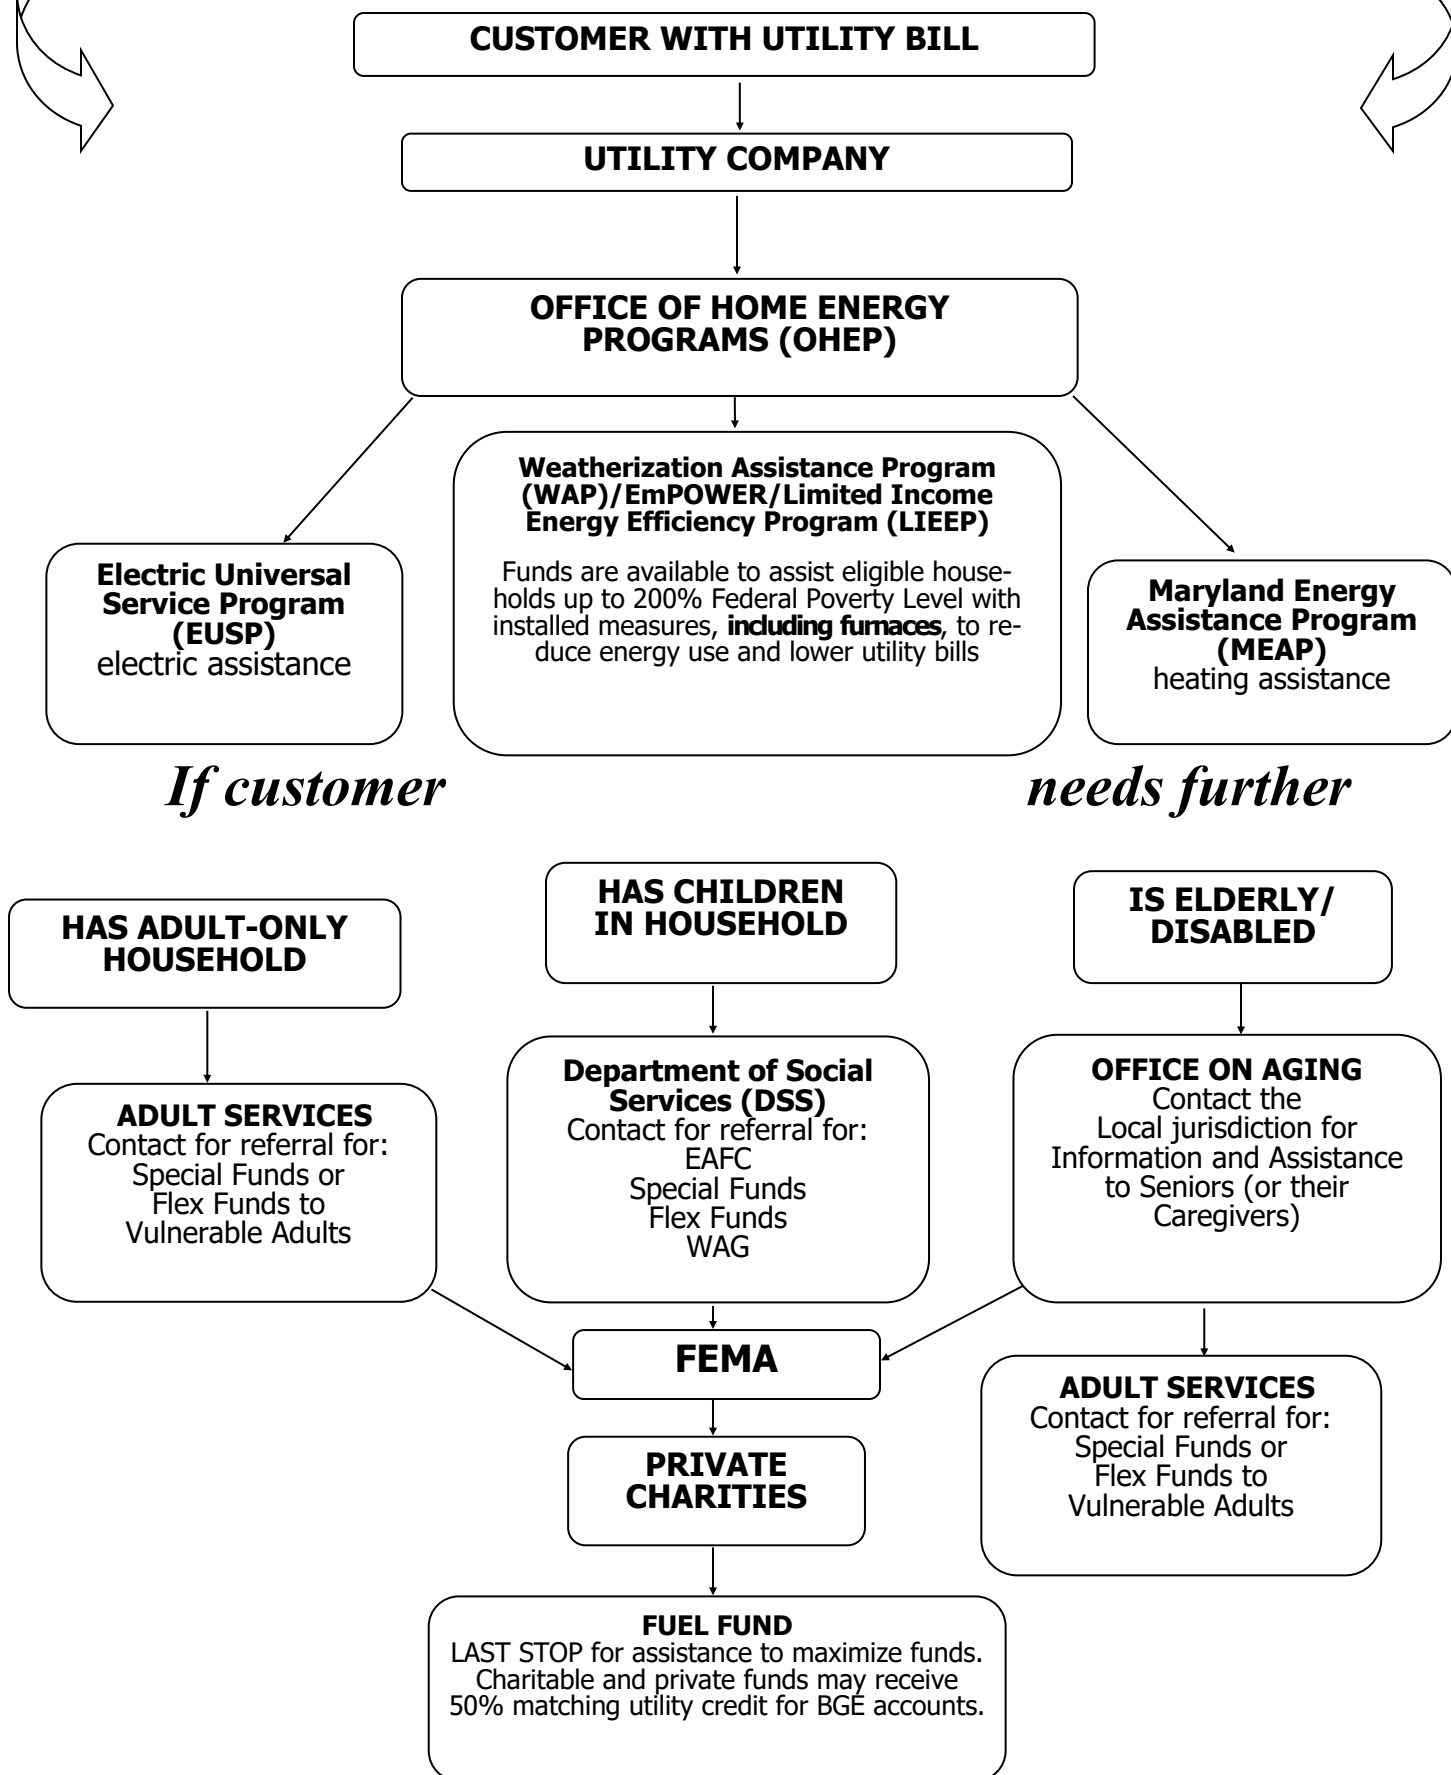 CUSTOMER WITH UTILITY BILL
UTILITY COMPANY
OFFICE OF HOME ENERGY
PROGRAMS (OHEP)
Electric Universal
Service Program
(EUSP)
electric assistance
Weatherization Assistance Program
(WAP)/EmPOWER/Limited Income
Energy Efficiency Program (LIEEP)
Funds are available to assist eligible house-
holds up to 200% Federal Poverty Level with
installed measures, including furnaces, to re-
duce energy use and lower utility bills
Maryland Energy
Assistance Program
(MEAP)
heating assistance
If customer needs further
HAS ADULT-ONLY
HOUSEHOLD
HAS CHILDREN
IN HOUSEHOLD
IS ELDERLY/
DISABLED
ADULT SERVICES
Contact for referral for:
Special Funds or
Flex Funds to
Vulnerable Adults
Department of Social
Services (DSS)
Contact for referral for:
EAFC
Special Funds
Flex Funds
WAG
OFFICE ON AGING
Contact the
Local jurisdiction for
Information and Assistance
to Seniors (or their
Caregivers)
FEMA
ADULT SERVICES
Contact for referral for:
Special Funds or
Flex Funds to
Vulnerable Adults
PRIVATE
CHARITIES
FUEL FUND
LAST STOP for assistance to maximize funds.
Charitable and private funds may receive
50% matching utility credit for BGE accounts.